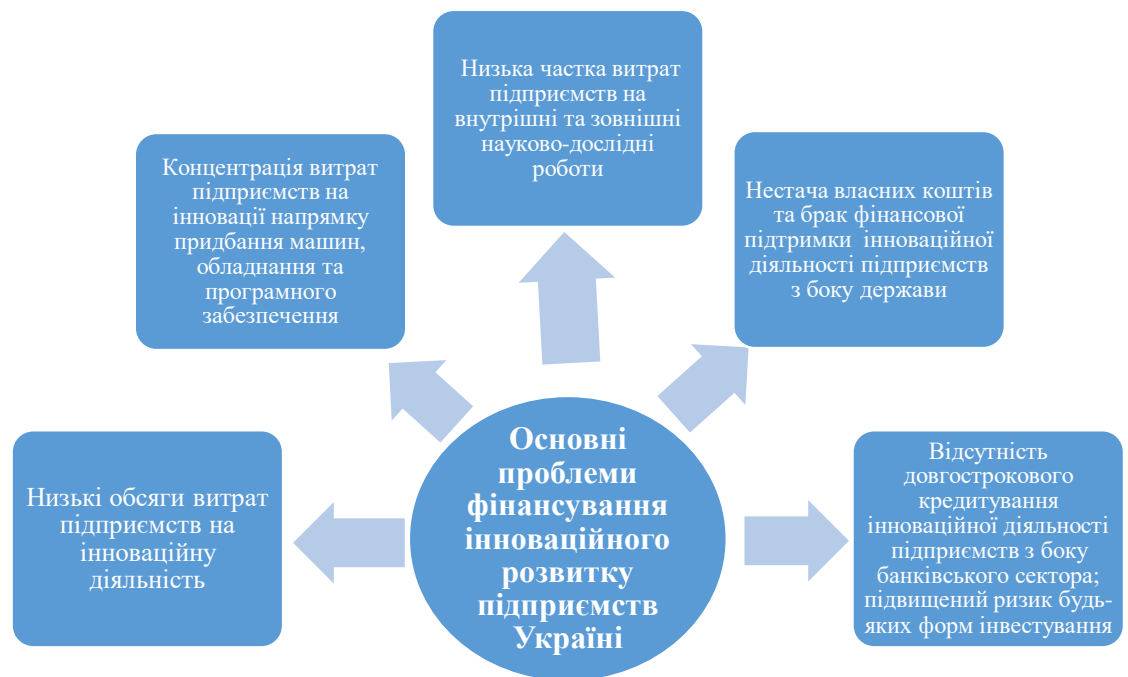 Низька частка витрат
підприємств на
внутрішні та зовнішні
науково-дослідні
роботи
Концентрація витрат
підприємств на
інновації напрямку
придбання машин,
обладнання та
програмного
забезпечення
Нестача власних коштів
та брак фінансової
підтримки інноваційної
діяльності підприємств
з боку держави
Низькі обсяги витрат
підприємств на
інноваційну
діяльність
Основні
проблеми
фінансування
інноваційного
розвитку
підприємств
Україні
Відсутність
довгострокового
кредитування
інноваційної діяльності
підприємств з боку
банківського сектора;
підвищений ризик будь-
яких форм інвестування